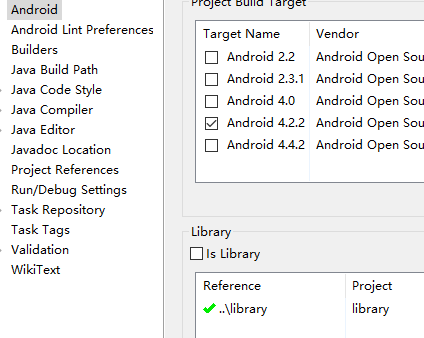 Android
Android Lint Preferences
Builders
Java Build Path
Java Code Style
Java Compiler
Java Editor
Javadoc Location
Project References
Run/Debug Settings
Task Repository
Task Tags
Validation
WikiText
Project Build Target
Target Name Vendor
Android 2.2 Android Open Sou
Android 2.3.1 Android Open Sou
Android 4.0 Android Open Sou
Android 4.2.2 Android Open Sou
Android 4.4.2 Android Open Sou
Library
Is Library
Reference Project
..\library library